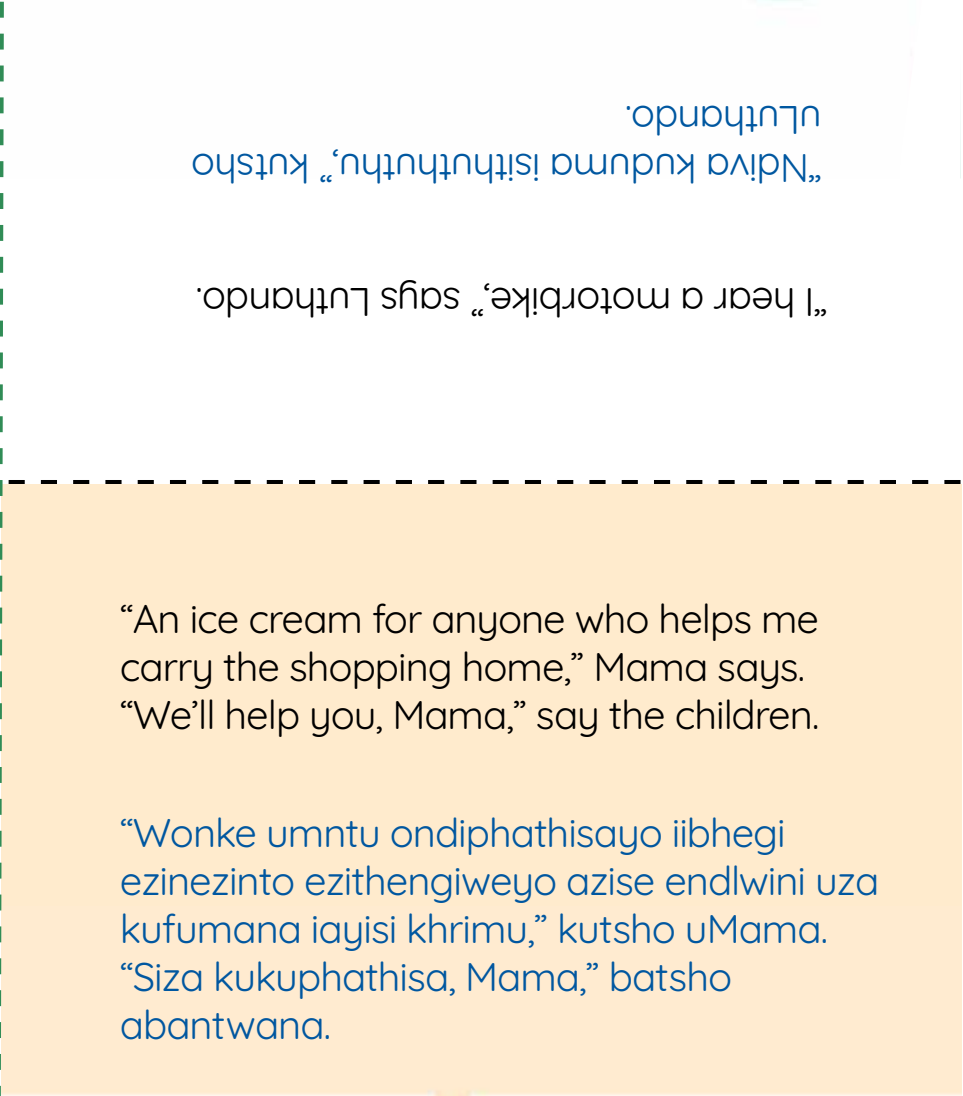 “I hear a motorbike,” says Luthando.
“Ndiva kuduma isithuthuthu,” kutsho
uLuthando.
“An ice cream for anyone who helps me
carry the shopping home,” Mama says.
“We’ll help you, Mama,” say the children.
“Wonke umntu ondiphathisayo iibhegi
ezinezinto ezithengiweyo azise endlwini uza
kufumana iayisi khrimu,” kutsho uMama.
“Siza kukuphathisa, Mama,” batsho
abantwana.